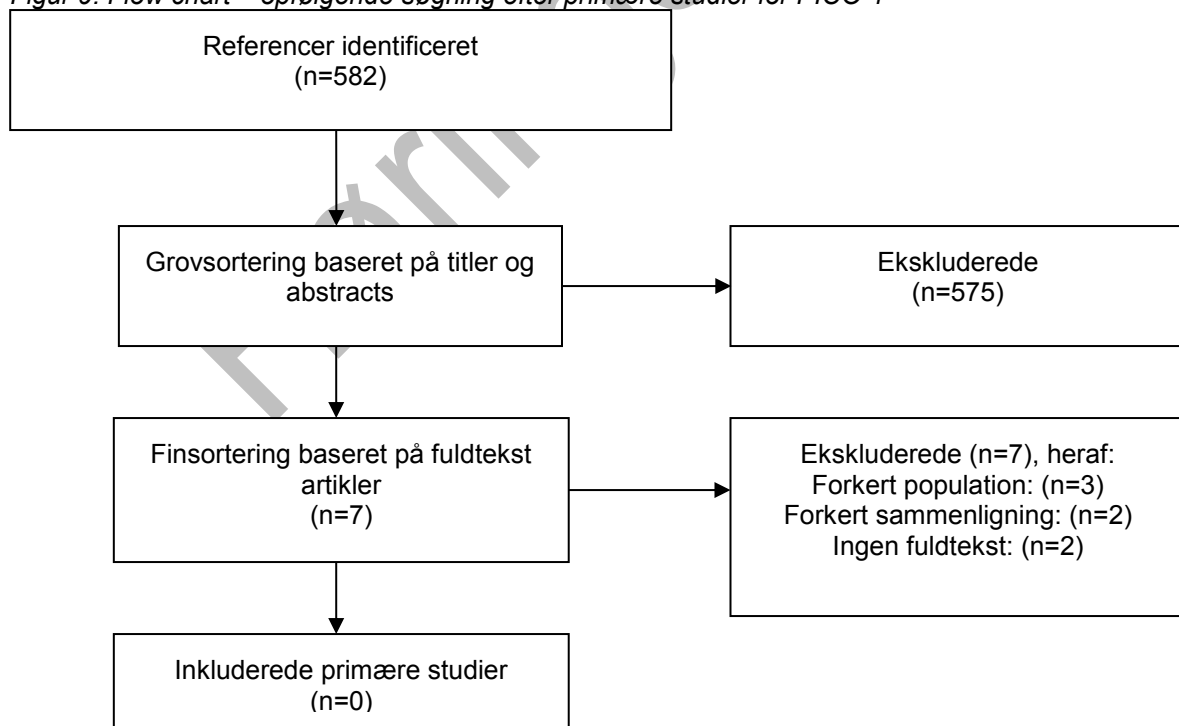 Referencer identificeret
(n=582)
Grovsortering baseret på titler og
abstracts
Ekskluderede
(n=575)
Finsortering baseret på fuldtekst
artikler
(n=7)
Ekskluderede (n=7), heraf:
Forkert population: (n=3)
Forkert sammenligning: (n=2)
Ingen fuldtekst: (n=2)
Inkluderede primære studier
(n=0)